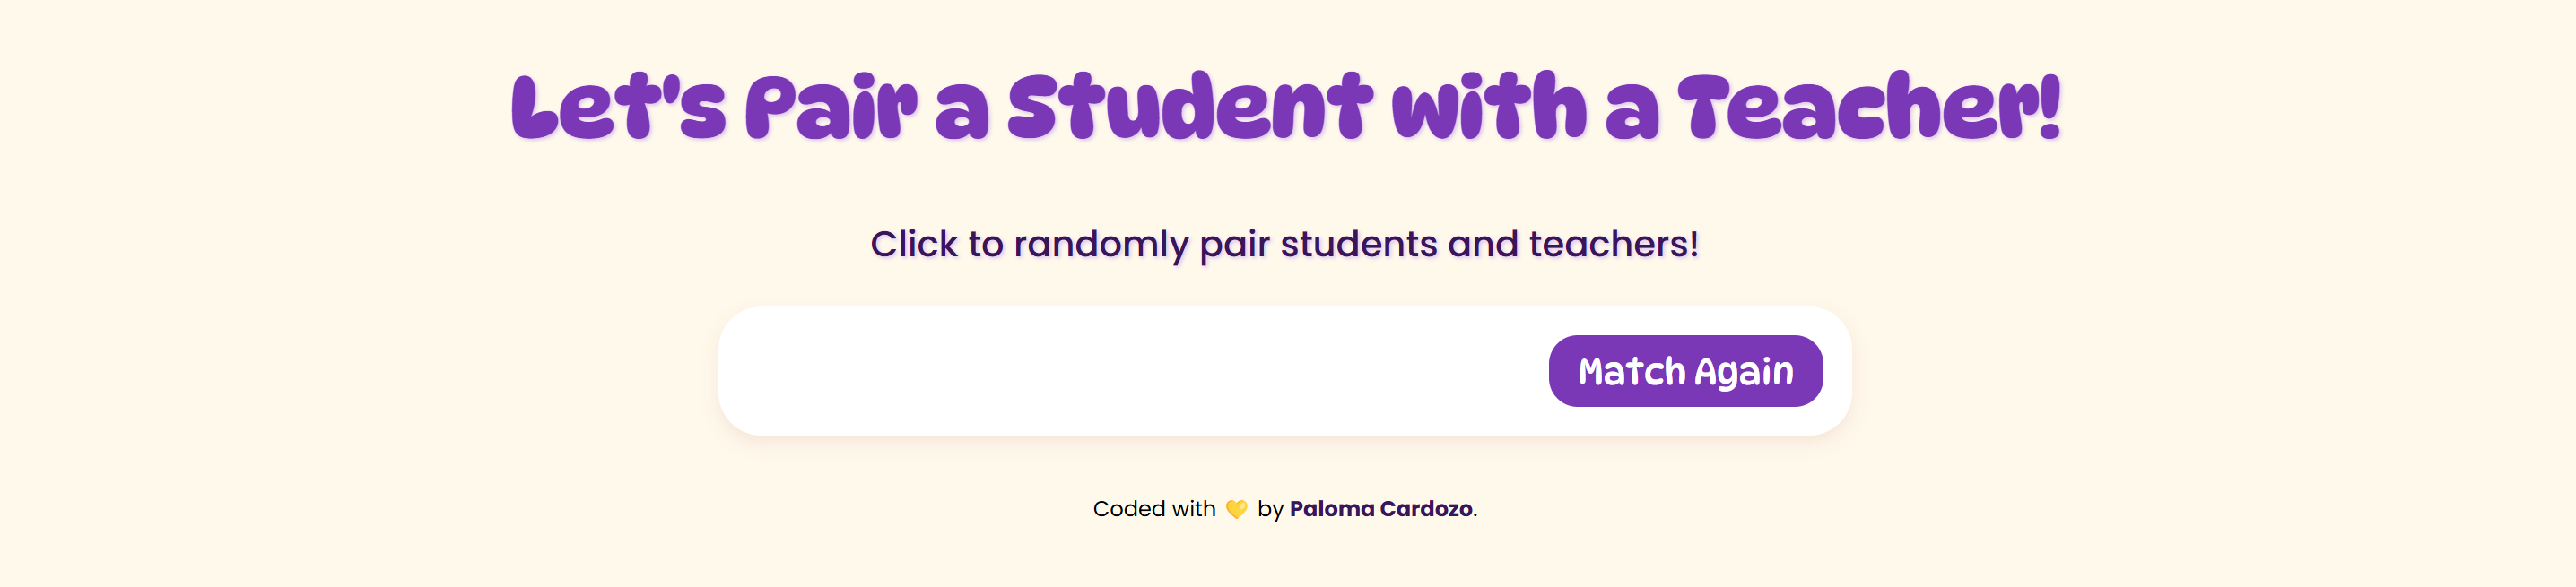 Let's Pair a Student with a Teacher!
Click to randomly pair students and teachers!
Match Again
Coded with 💛 by Paloma Cardozo.